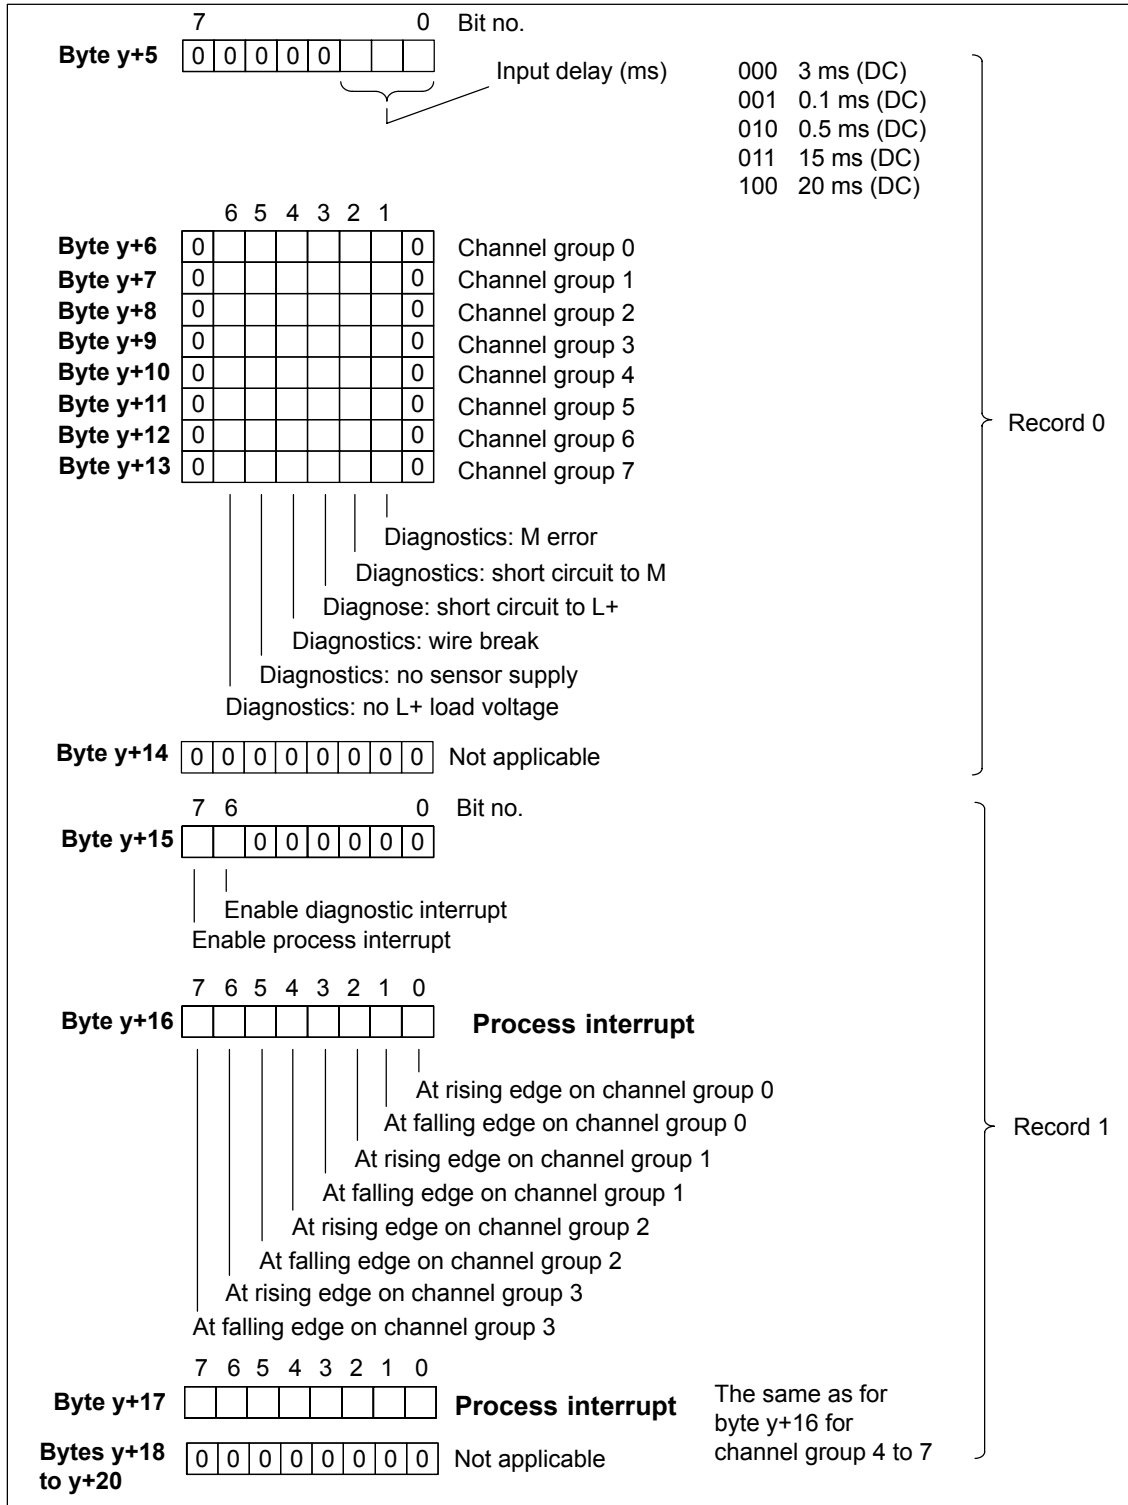 7 0 Bit no.
Byte y+5 0 0 0 0 0
Input delay (ms) 000 3 ms (DC)
001 0.1 ms (DC)
010 0.5 ms (DC)
011 15 ms (DC)
100 20 ms (DC)
6 5 4 3 2 1
Byte y+6 0 0 Channel group 0
Byte y+7 0 0 Channel group 1
Byte y+8 0 0 Channel group 2
Byte y+9 0 0 Channel group 3
Byte y+10 0 0 Channel group 4
Byte y+11 0 0 Channel group 5
Byte y+12 0 0 Channel group 6
Byte y+13 0 0 Channel group 7
Record 0
Diagnostics: M error
Diagnostics: short circuit to M
Diagnose: short circuit to L+
Diagnostics: wire break
Diagnostics: no sensor supply
Diagnostics: no L+ load voltage
Byte y+14 0 0 0 0 0 0 0 0 Not applicable
7 6 0 Bit no.
Byte y+15 0 0 0 0 0 0
Enable diagnostic interrupt
Enable process interrupt
7 6 5 4 3 2 1 0
Byte y+16 Process interrupt
At rising edge on channel group 0
At falling edge on channel group 0
Record 1
At rising edge on channel group 1
At falling edge on channel group 1
At rising edge on channel group 2
At falling edge on channel group 2
At rising edge on channel group 3
At falling edge on channel group 3
7 6 5 4 3 2 1 0
Byte y+17 Process interrupt
The same as for
byte y+16 for
channel group 4 to 7
Bytes y+18
to y+20
0 0 0 0 0 0 0 0 Not applicable